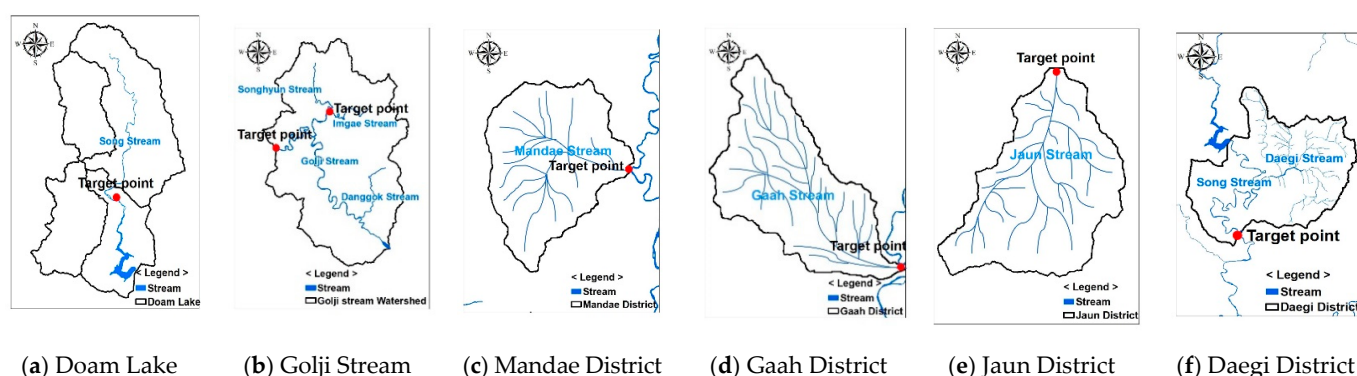 N
W E
S
Song Stream
Target point
< Legend >
Stream
Doam Lake
(a) Doam Lake
N
W E
S
Songhyun Stream
Target point
Imgae Stream
Target point
Golji Stream
Danggok Stream
< Legend >
Stream
Golji stream Watershed
(b) Golji Stream
N
W E
S
Mandae Stream
Target point
< Legend >
Stream
Mandae District
(c) Mandae District
N
W E
S
Gaah Stream
Target point
< Legend >
Stream
Gaah District
(d) Gaah District
N
W E
S
Target point
Jaun Stream
< Legend >
Stream
Jaun District
(e) Jaun District
N
W E
S
Daegi Stream
Song Stream
Target point
< Legend >
Stream
Daegi District
(f) Daegi District